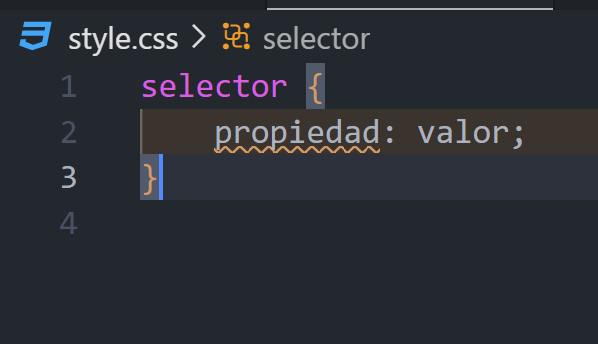 style.css > selector
1 selector {
2 propiedad: valor;
3 }
4